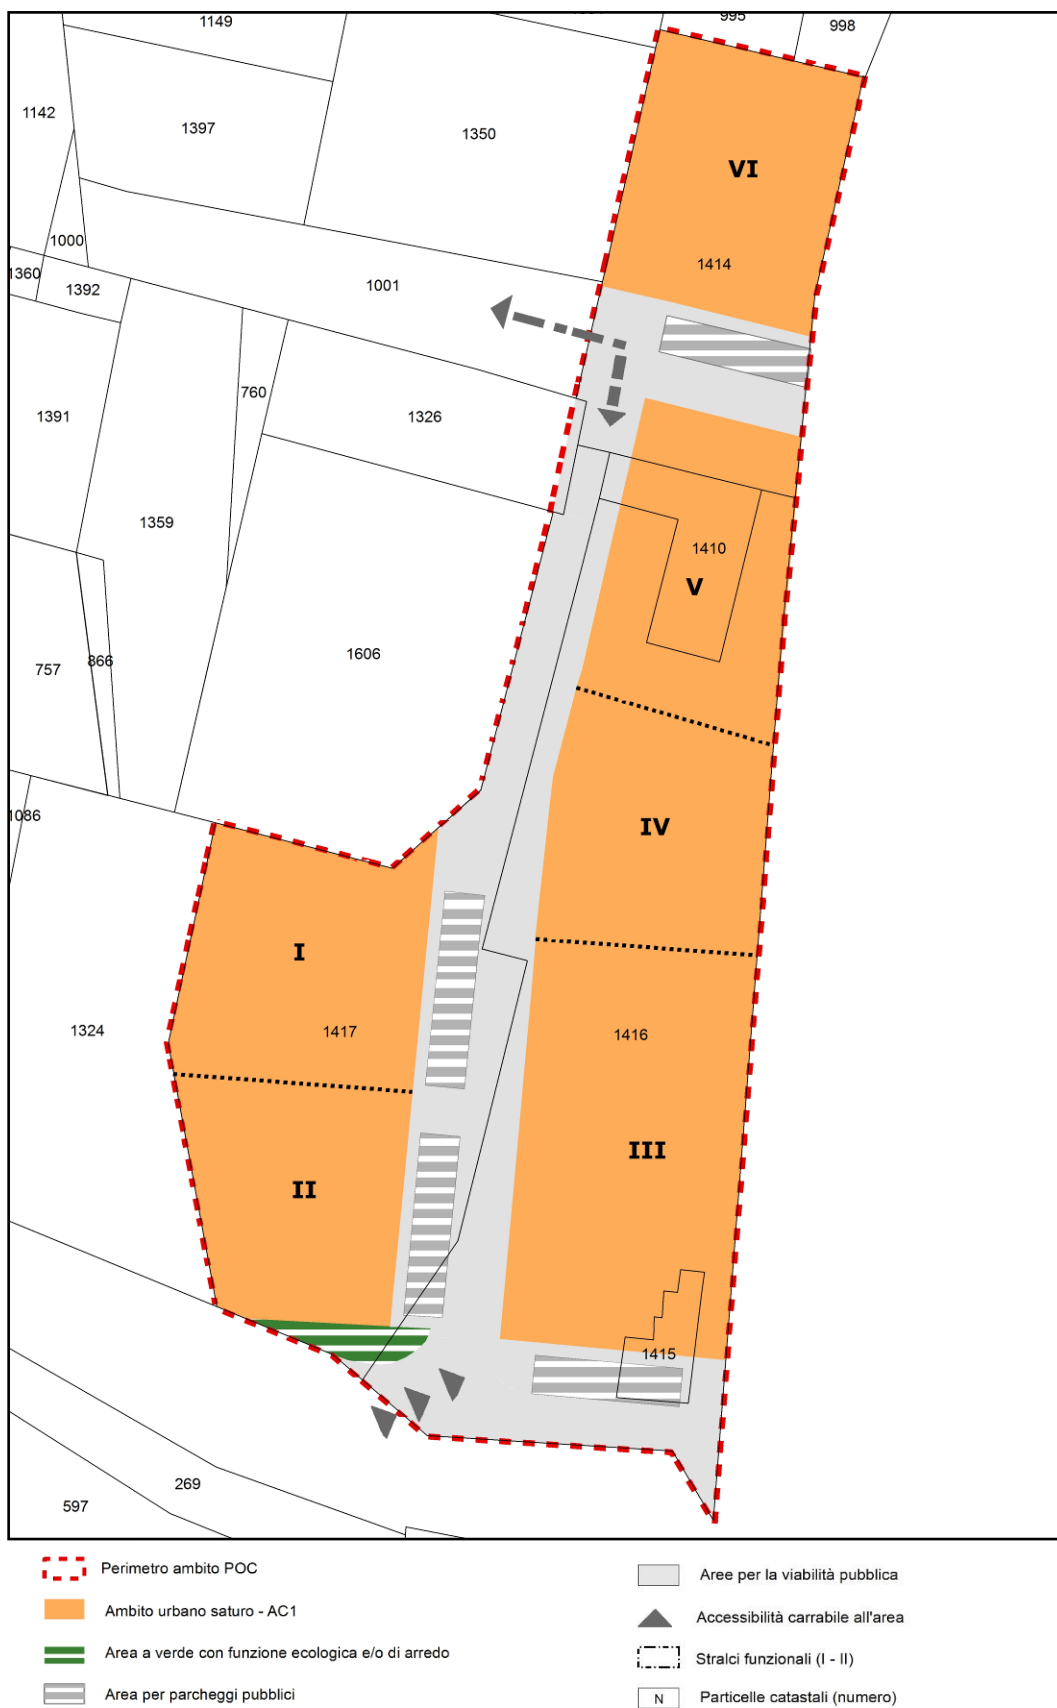 1149
995
998
1142
1397
1350
VI
1000
1414
1360
1392
1001
760
1391
1326
1359
1410
V
757
866
1606
1086
IV
I
1324
1417
1416
II
III
1415
269
597
Perimetro ambito POC
Ambito urbano saturo - AC1
Area a verde con funzione ecologica e/o di arredo
Area per parcheggi pubblici
Aree per la viabilità pubblica
Accessibilità carrabile all'area
Stralci funzionali (I - II)
N Particelle catastali (numero)